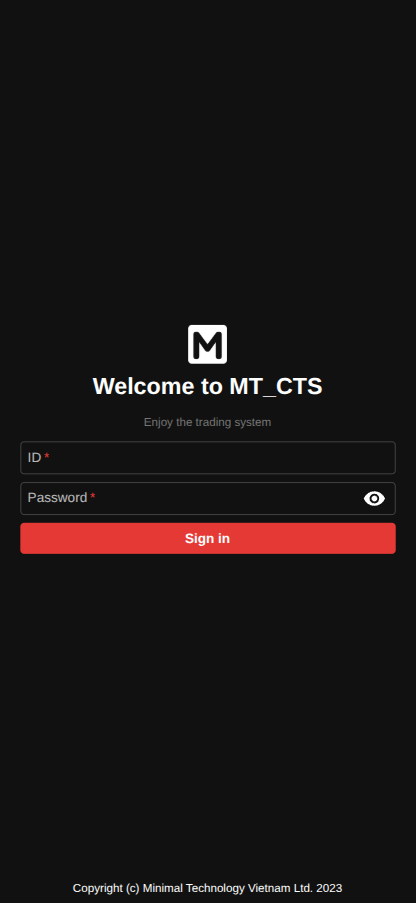 M
Welcome to MT_CTS
Enjoy the trading system
ID *
Password *
Sign in
Copyright (c) Minimal Technology Vietnam Ltd. 2023